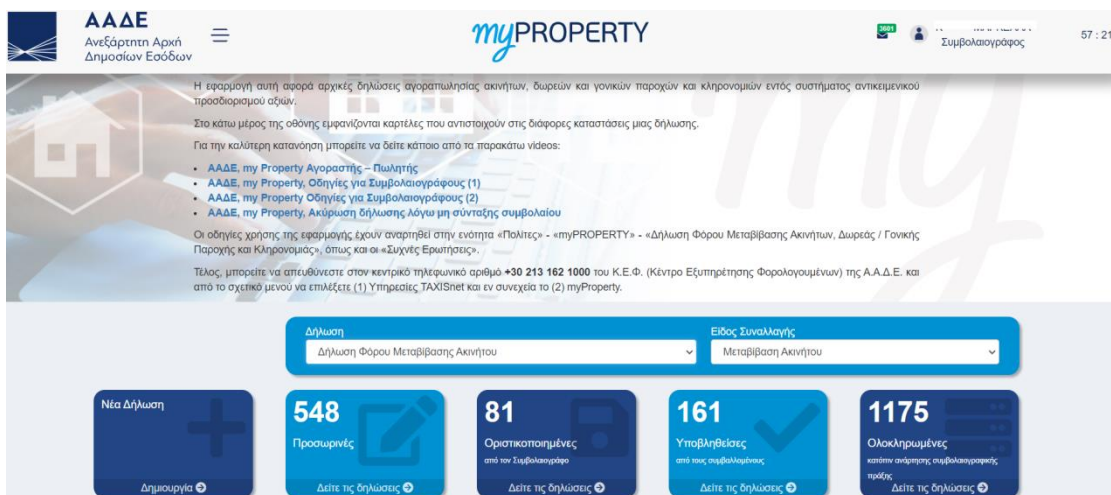 ΑΑΔΕ
Ανεξάρτητη Αρχή
Δημοσίων Εσόδων
myPROPERTY
3601
Συμβολαιογράφος
57 : 21
Η εφαρμογή αυτή αφορά αρχικές δηλώσεις αγοραπωλησίας ακινήτων, δωρεών και γονικών παροχών και κληρονομιών εντός συστήματος αντικειμενικού
προσδιορισμού αξιών.
Στο κάτω μέρος της οθόνης εμφανίζονται καρτέλες που αντιστοιχούν στις διάφορες καταστάσεις μιας δήλωσης.
Για την καλύτερη κατανόηση μπορείτε να δείτε κάποιο από τα παρακάτω videos:
• ΑΑΔΕ, my Property Αγοραστής – Πωλητής
• ΑΑΔΕ, my Property, Οδηγίες για Συμβολαιογράφους (1)
• ΑΑΔΕ, my Property Οδηγίες για Συμβολαιογράφους (2)
• ΑΑΔΕ, my Property, Ακύρωση δήλωσης λόγω μη σύνταξης συμβολαίου
Οι οδηγίες χρήσης της εφαρμογής έχουν αναρτηθεί στην ενότητα «Πολίτες» - «myPROPERTY» - «Δήλωση Φόρου Μεταβίβασης Ακινήτων, Δωρεάς / Γονικής
Παροχής και Κληρονομιάς», όπως και οι «Συχνές Ερωτήσεις».
Τέλος, μπορείτε να απευθύνεστε στον κεντρικό τηλεφωνικό αριθμό +30 213 162 1000 του Κ.Ε.Φ. (Κέντρο Εξυπηρέτησης Φορολογουμένων) της Α.Α.Δ.Ε. και
από το σχετικό μενού να επιλέξετε (1) Υπηρεσίες TAXISnet και εν συνεχεία το (2) myProperty.
my
Δήλωση
Είδος Συναλλαγής
Δήλωση Φόρου Μεταβίβασης Ακινήτου
Μεταβίβαση Ακινήτου
Νέα Δήλωση
Δημιουργία
548
Προσωρινές
Δείτε τις δηλώσεις
81
Οριστικοποιημένες
από τον Συμβολαιογράφο
Δείτε τις δηλώσεις
161
Υποβληθείσες
από τους συμβαλλομένους
Δείτε τις δηλώσεις
1175
Ολοκληρωμένες
κατόπιν ανάρτησης συμβολαιογραφικής
πράξης
Δείτε τις δηλώσεις